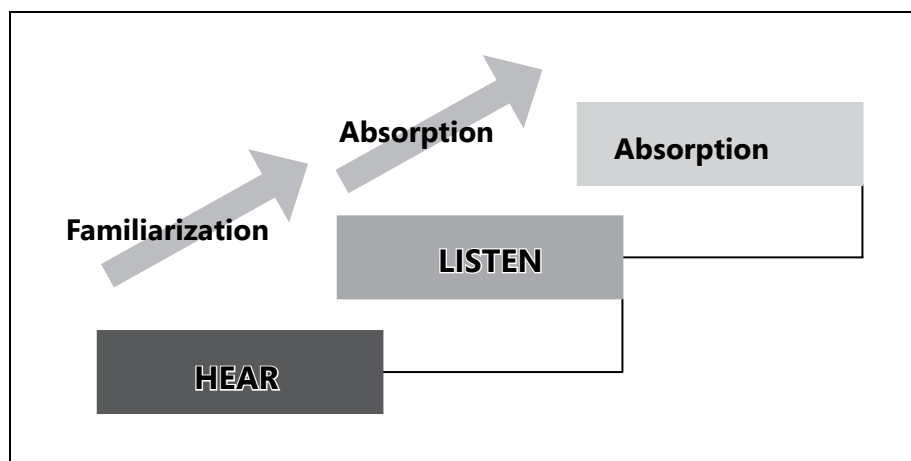 Absorption
Absorption
Familiarization
LISTEN
HEAR